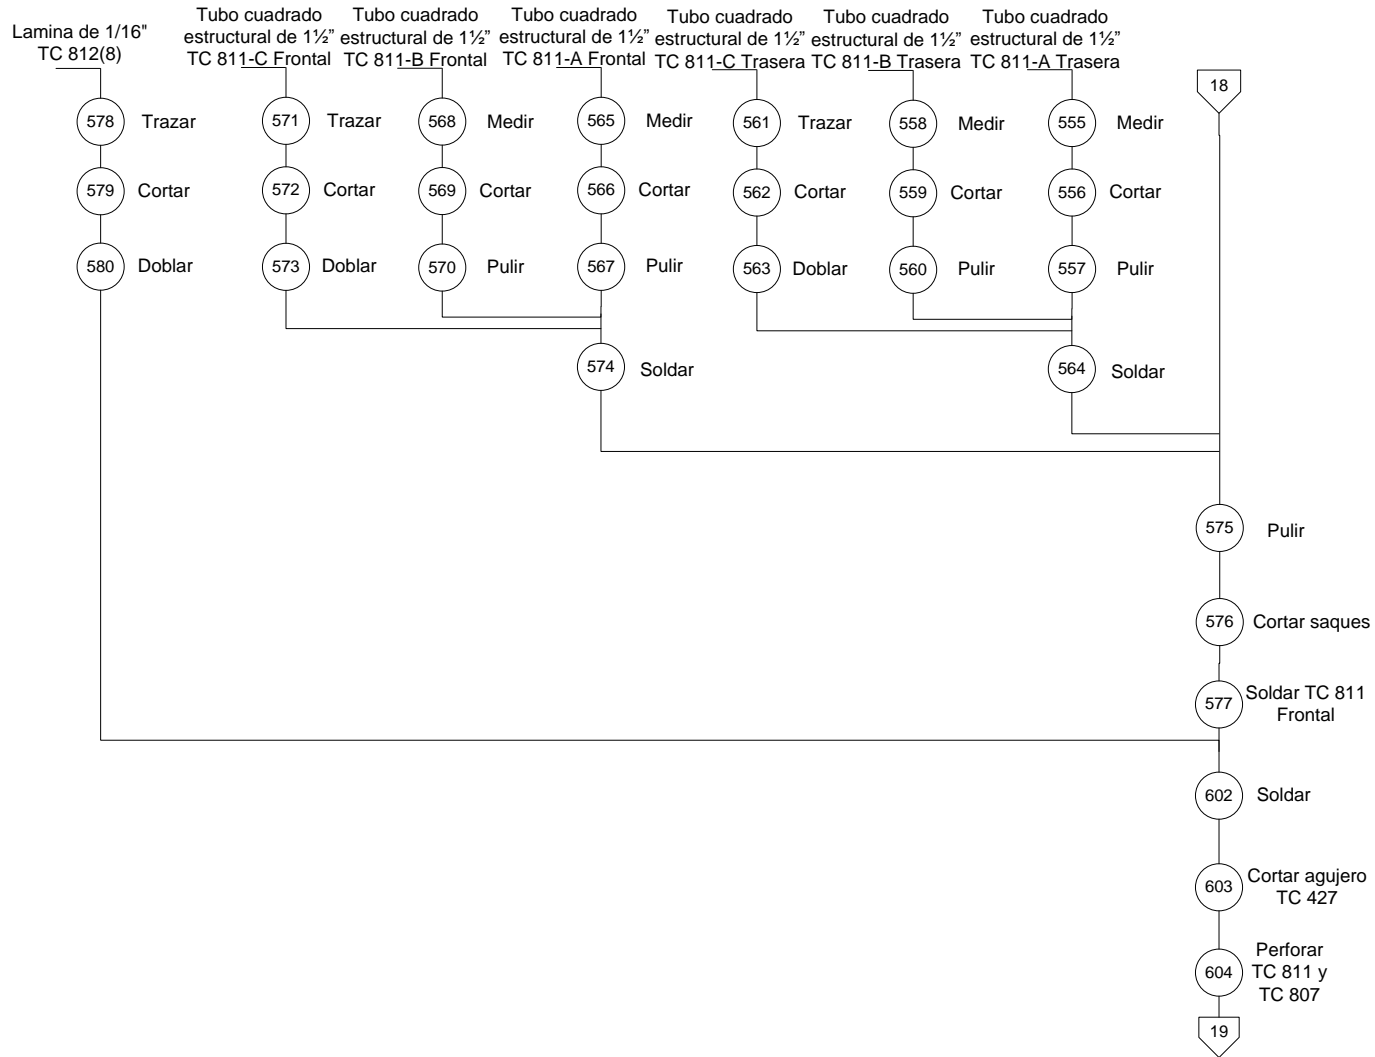 Lamina de 1/16"
TC 812(8)
Tubo cuadrado
estructural de 1½”
TC 811-C Frontal
Tubo cuadrado
estructural de 1½”
TC 811-B Frontal
Tubo cuadrado
estructural de 1½”
TC 811-A Frontal
Tubo cuadrado
estructural de 1½”
TC 811-C Trasera
Tubo cuadrado
estructural de 1½”
TC 811-B Trasera
Tubo cuadrado
estructural de 1½”
TC 811-A Trasera
18
578 Trazar
571 Trazar
568 Medir
565 Medir
561 Trazar
558 Medir
555 Medir
579 Cortar
572 Cortar
569 Cortar
566 Cortar
562 Cortar
559 Cortar
556 Cortar
580 Doblar
573 Doblar
570 Pulir
567 Pulir
563 Doblar
560 Pulir
557 Pulir
574 Soldar
564 Soldar
575 Pulir
576 Cortar saques
577 Soldar TC 811
Frontal
602 Soldar
603 Cortar agujero
TC 427
604 Perforar
TC 811 y
TC 807
19